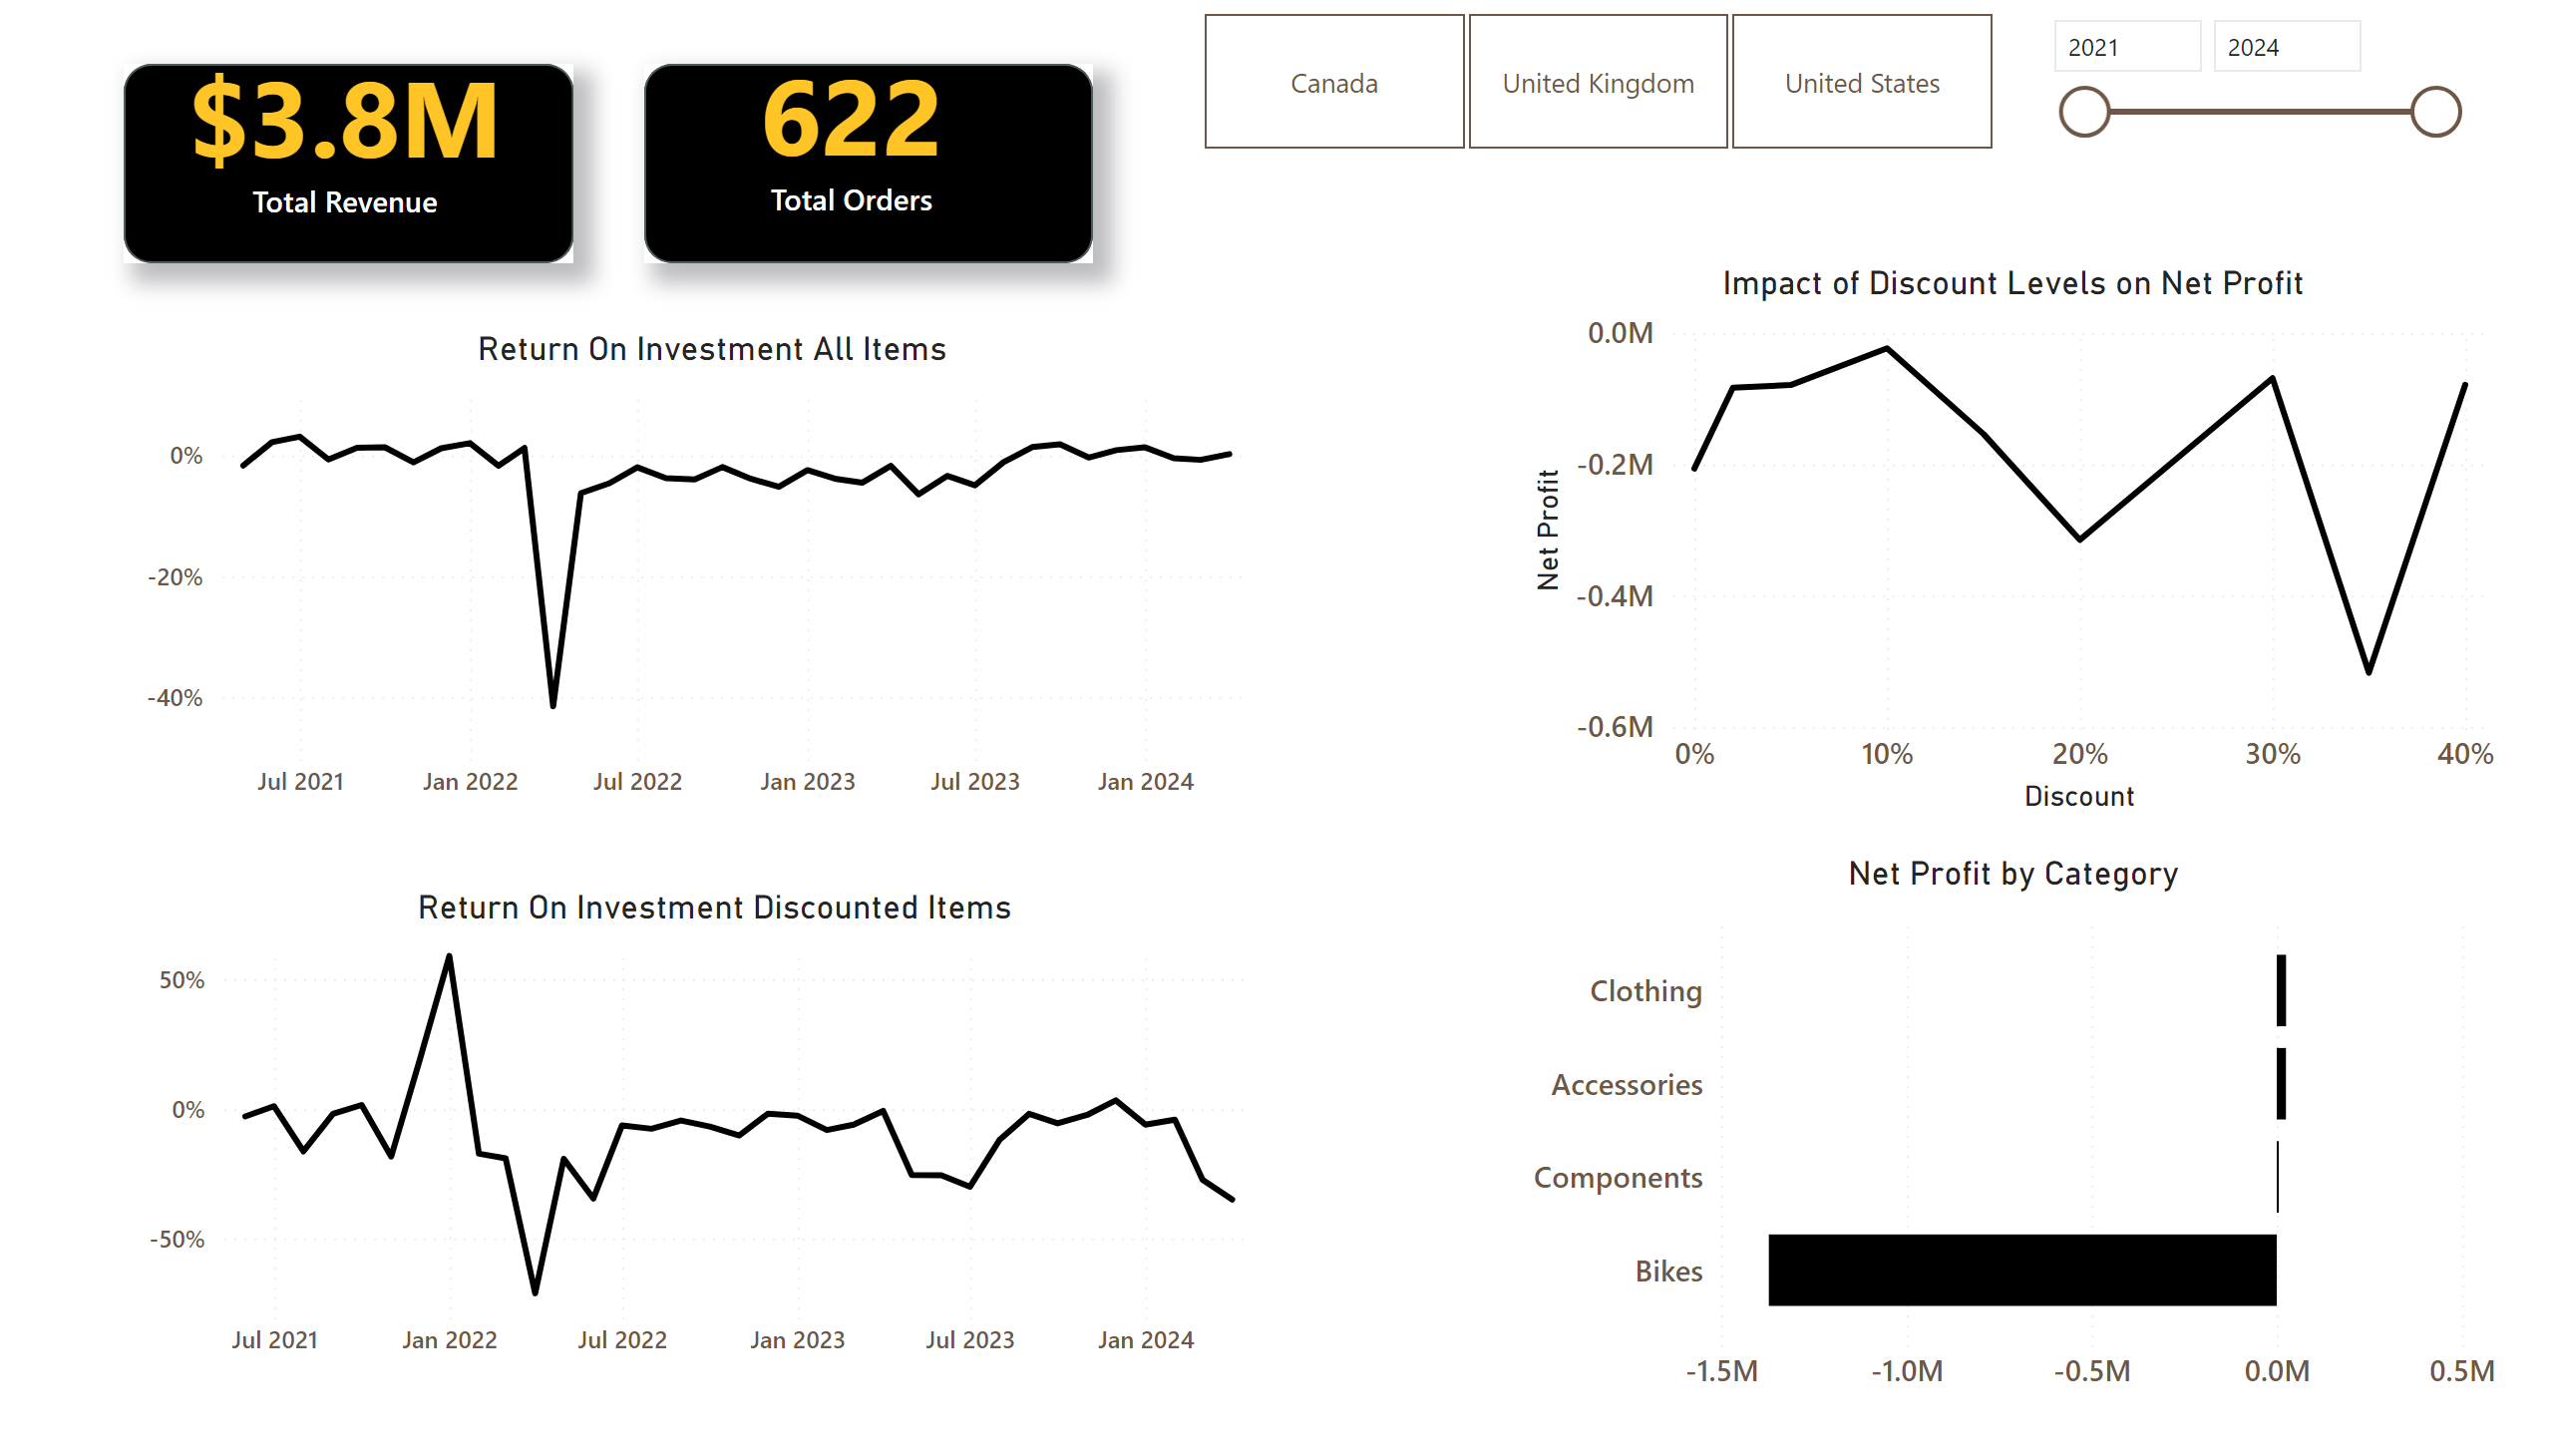 $3.8M
Total Revenue
622
Total Orders
Canada
United Kingdom
United States
2021
2024
Return On Investment All Items
0%
-20%
-40%
Jul 2021
Jan 2022
Jul 2022
Jan 2023
Jul 2023
Jan 2024
Impact of Discount Levels on Net Profit
Net Profit
0.0M
-0.2M
-0.4M
-0.6M
0%
10%
20%
30%
40%
Discount
Return On Investment Discounted Items
50%
0%
-50%
Jul 2021
Jan 2022
Jul 2022
Jan 2023
Jul 2023
Jan 2024
Net Profit by Category
Clothing
Accessories
Components
Bikes
-1.5M
-1.0M
-0.5M
0.0M
0.5M